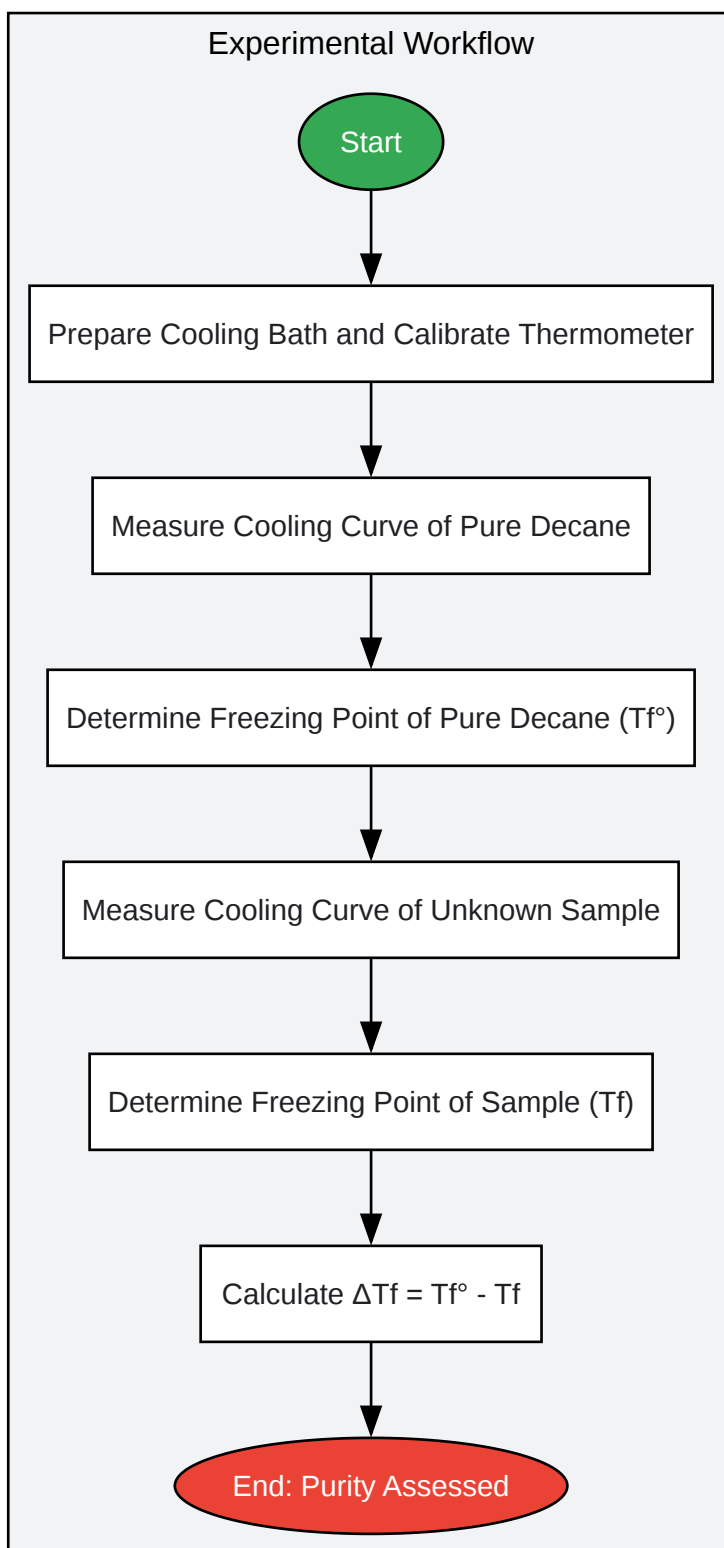 Experimental Workflow
Start
Prepare Cooling Bath and Calibrate Thermometer
Measure Cooling Curve of Pure Decane
Determine Freezing Point of Pure Decane (Tf°)
Measure Cooling Curve of Unknown Sample
Determine Freezing Point of Sample (Tf)
Calculate ΔTf = Tf° - Tf
End: Purity Assessed